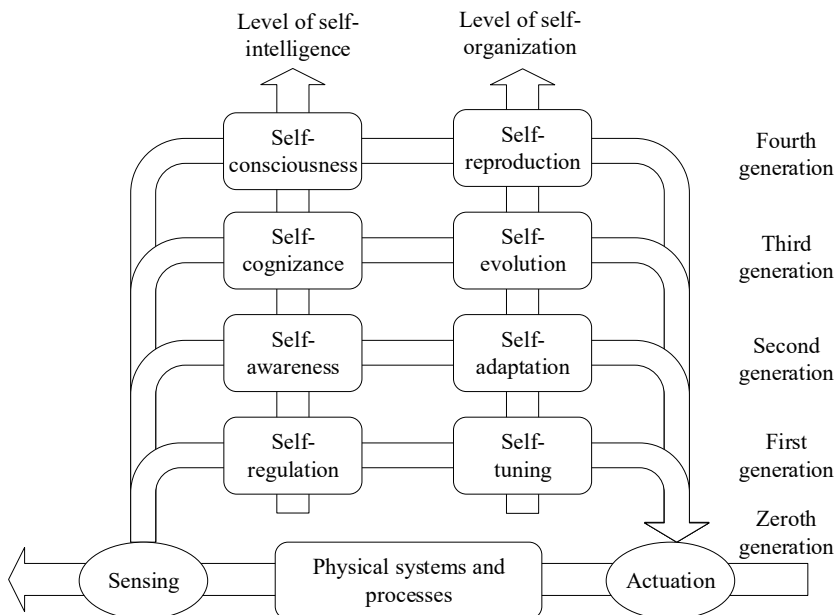 Level of self-
intelligence
Level of self-
organization
Self-
consciousness
Self-
reproduction
Fourth
generation
Self-
cognizance
Self-
evolution
Third
generation
Self-
awareness
Self-
adaptation
Second
generation
Self-
regulation
Self-
tuning
First
generation
Zeroth
generation
Sensing
Physical systems and
processes
Actuation